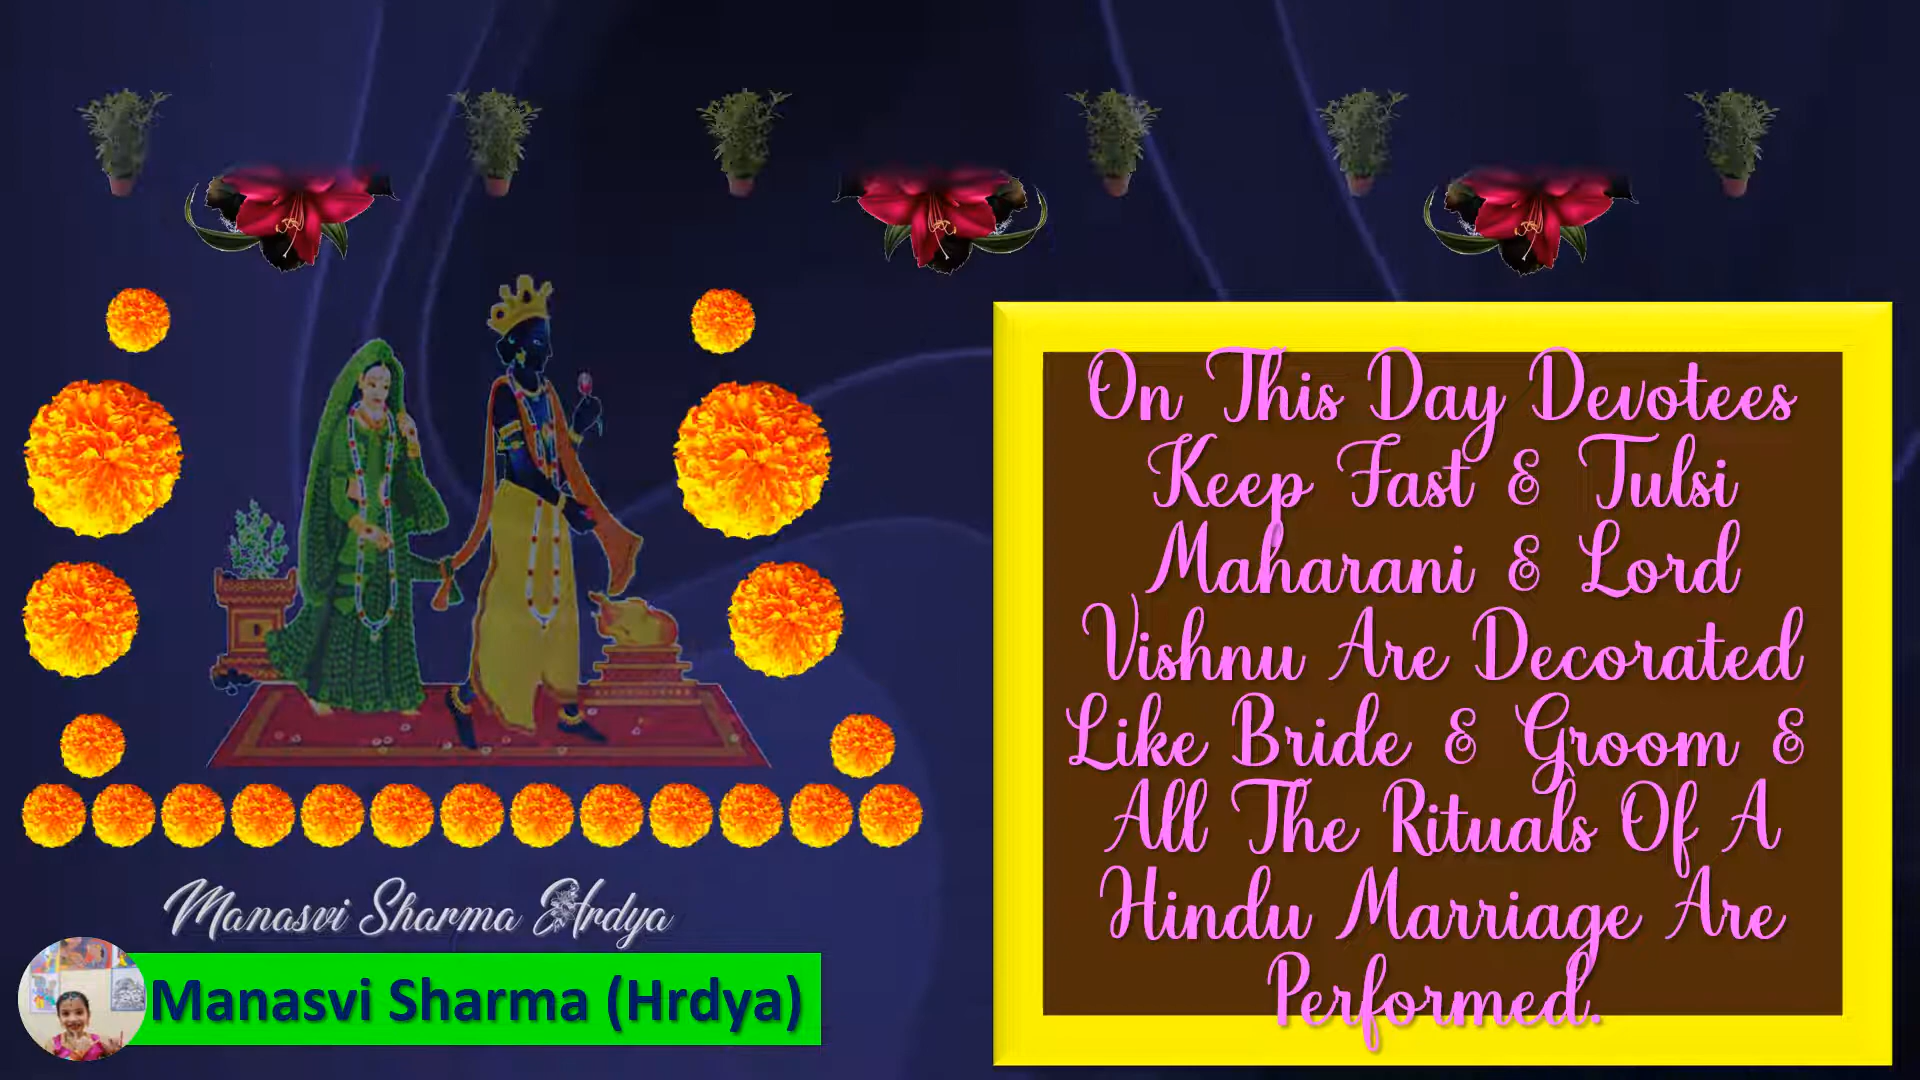 On This Day Devotees
Keep Fast & Tulsi
Maharani & Lord
Vishnu Are Decorated
Like Bride & Groom &
All The Rituals Of A
Hindu Marriage Are
Performed.
Manasvi Sharma Hrdya
Manasvi Sharma (Hrdya)